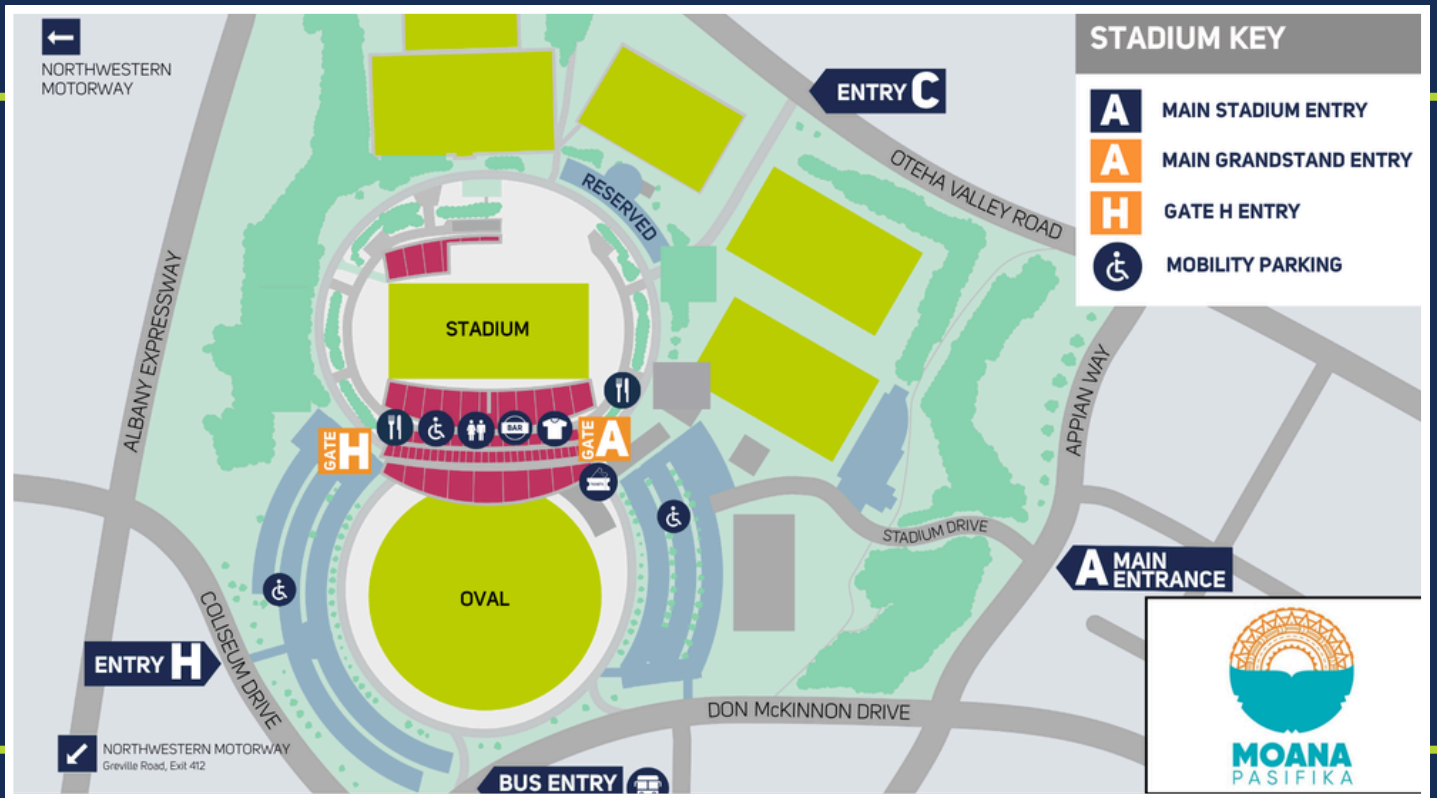 NORTHWESTERN
MOTORWAY
ENTRY C
STADIUM KEY
A MAIN STADIUM ENTRY
A MAIN GRANDSTAND ENTRY
H GATE H ENTRY
MOBILITY PARKING
OTEHA VALLEY ROAD
RESERVED
ALBANY EXPRESSWAY
STADIUM
APPIAN WAY
GATE H
BAR
GATE A
STADIUM DRIVE
A MAIN
ENTRANCE
OVAL
COLISEUM DRIVE
ENTRY H
DON McKINNON DRIVE
NORTHWESTERN MOTORWAY
Greville Road, Exit 412
BUS ENTRY
MOANA
PASIFIKA